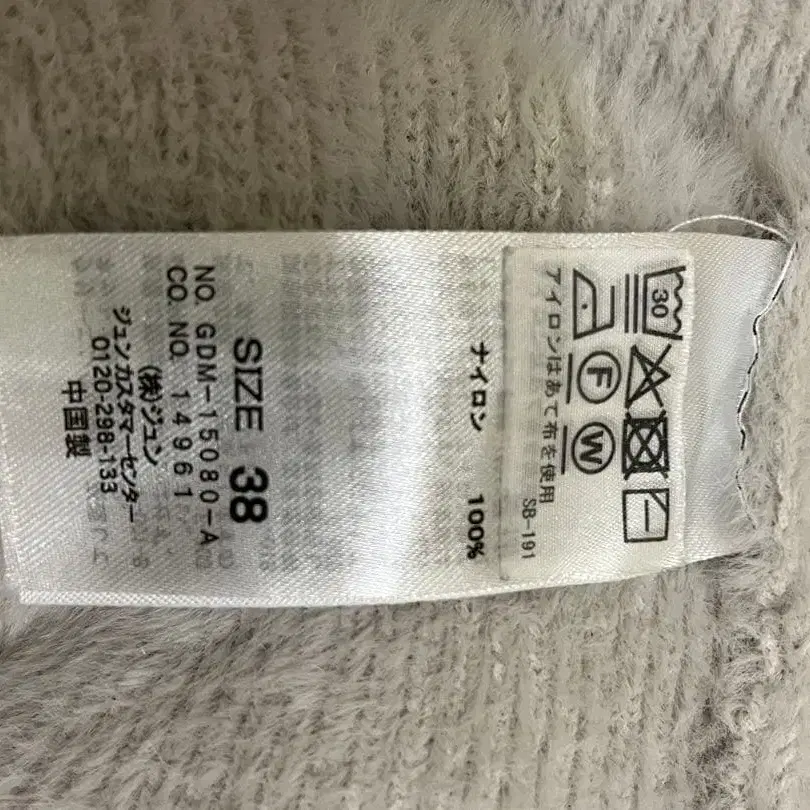 30
F
W
アイロンはあて布を使用
SB-191
ナイロン 100%
SIZE 38
NO. GDM-15080-A
CO. NO. 14961
(株)ジュン
ジュンカスタマーセンター
0120-298-133
中国製